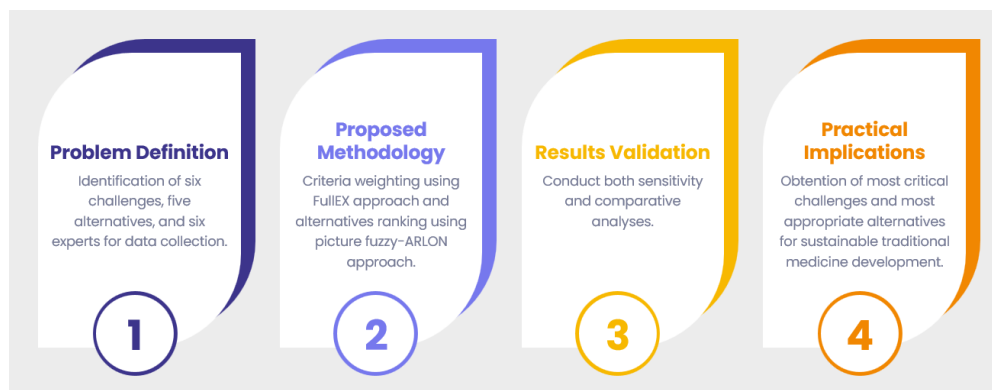 Problem Definition
Identification of six
challenges, five
alternatives, and six
experts for data collection.
1
Proposed
Methodology
Criteria weighting using
FullEX approach and
alternatives ranking using
picture fuzzy-ARLON
approach.
2
Results Validation
Conduct both sensitivity
and comparative
analyses.
3
Practical
Implications
Obtention of most critical
challenges and most
appropriate alternatives
for sustainable traditional
medicine development.
4